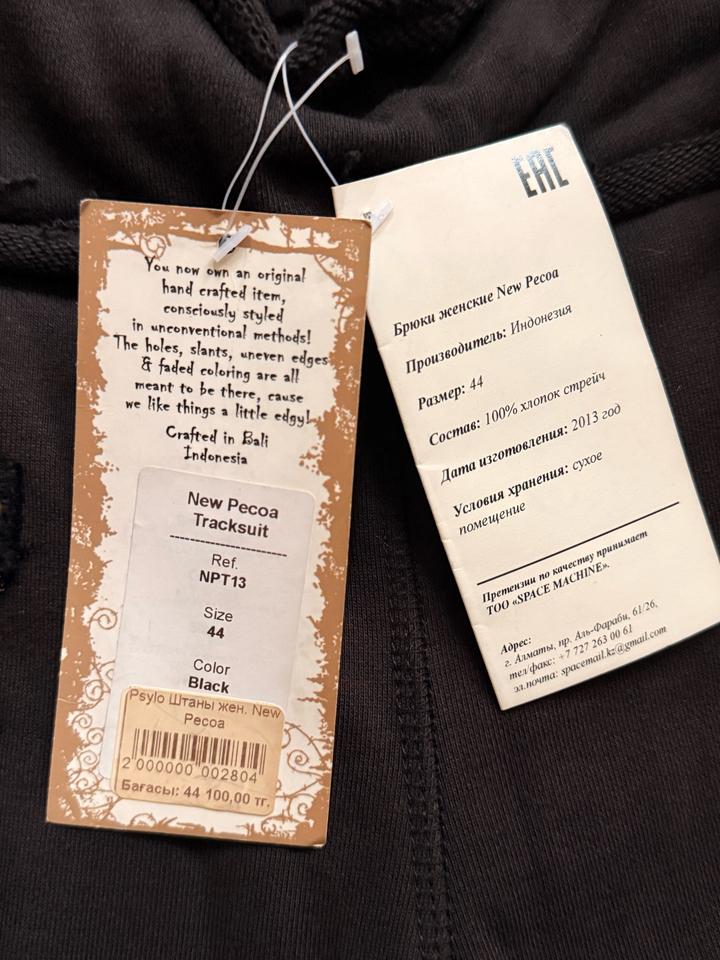 You now own an original
hand crafted item,
consciously styled
in unconventional methods!
The holes, slants, uneven edges
& faded coloring are all
meant to be there, cause
we like things a little edgy!
Crafted in Bali
Indonesia
New Pecoa
Tracksuit
Ref.
NPT13
Size
44
Color
Black
Psylo Штаны жен. New
Pecoa
2 000000 002804
Бағасы: 44 100,00 тг.
EAC
Брюки женские New Pecoa
Производитель: Индонезия
Размер: 44
Состав: 100% хлопок стрейч
Дата изготовления: 2013 год
Условия хранения: сухое
помещение
Претензии по качеству принимает
ТОО «SPACE MACHINE».
Адрес:
г. Алматы, пр. Аль-Фараби, 61/26,
тел/факс: +7 727 263 00 61
эл.почта: spacemail.kz@gmail.com